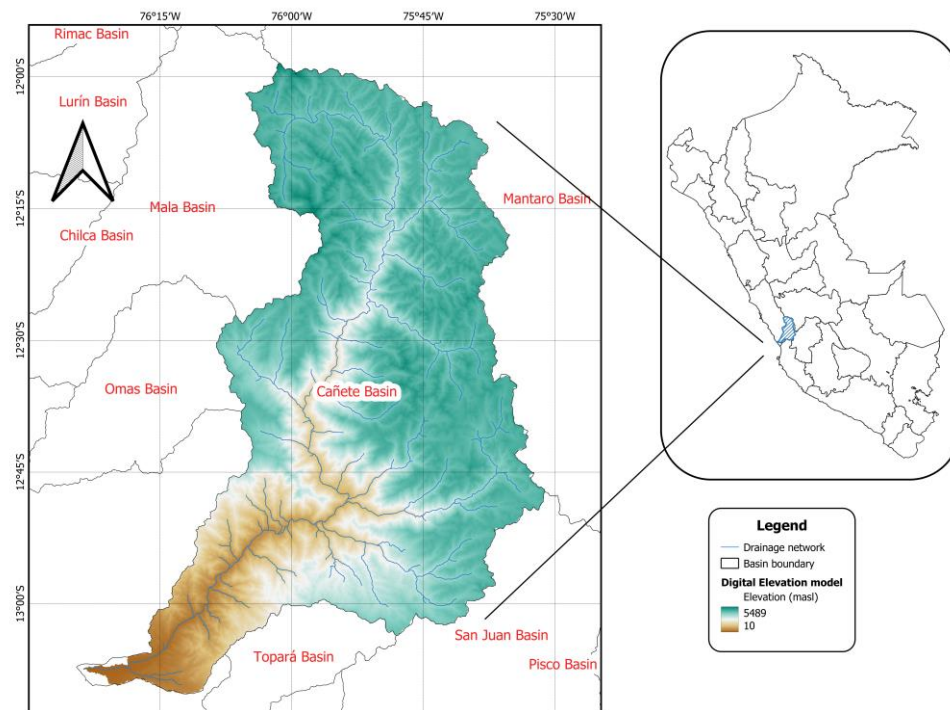 76°15'W 76°00'W 75°45'W 75°30'W
Rimac Basin
12°00'S
Lurín Basin
Mantaro Basin
12°15'S
Mala Basin
Chilca Basin
12°30'S
Omas Basin
Cañete Basin
12°45'S
13°00'S
San Juan Basin
Topará Basin
Pisco Basin
Legend
Drainage network
Basin boundary
Digital Elevation model
Elevation (masl)
5489
10